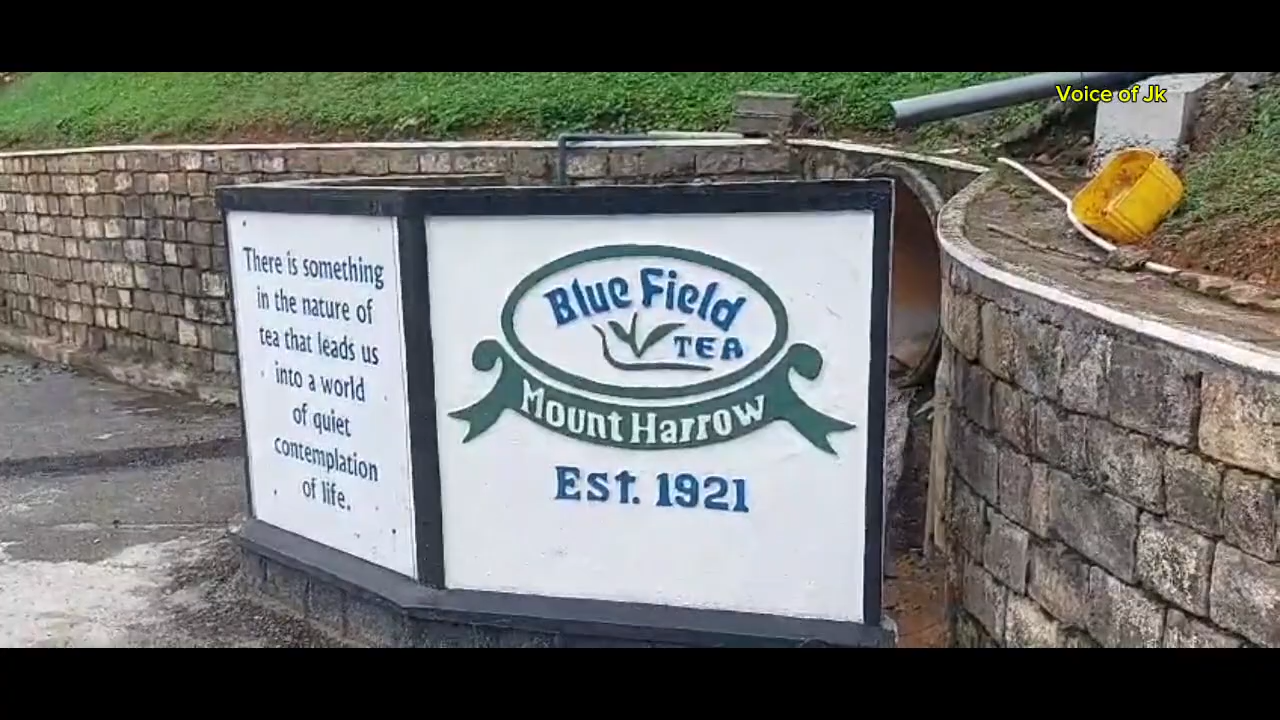 Voice of Jk
There is something
in the nature of
tea that leads us
into a world
of quiet
contemplation
of life.
Blue Field
TEA
Mount Harrow
Est. 1921